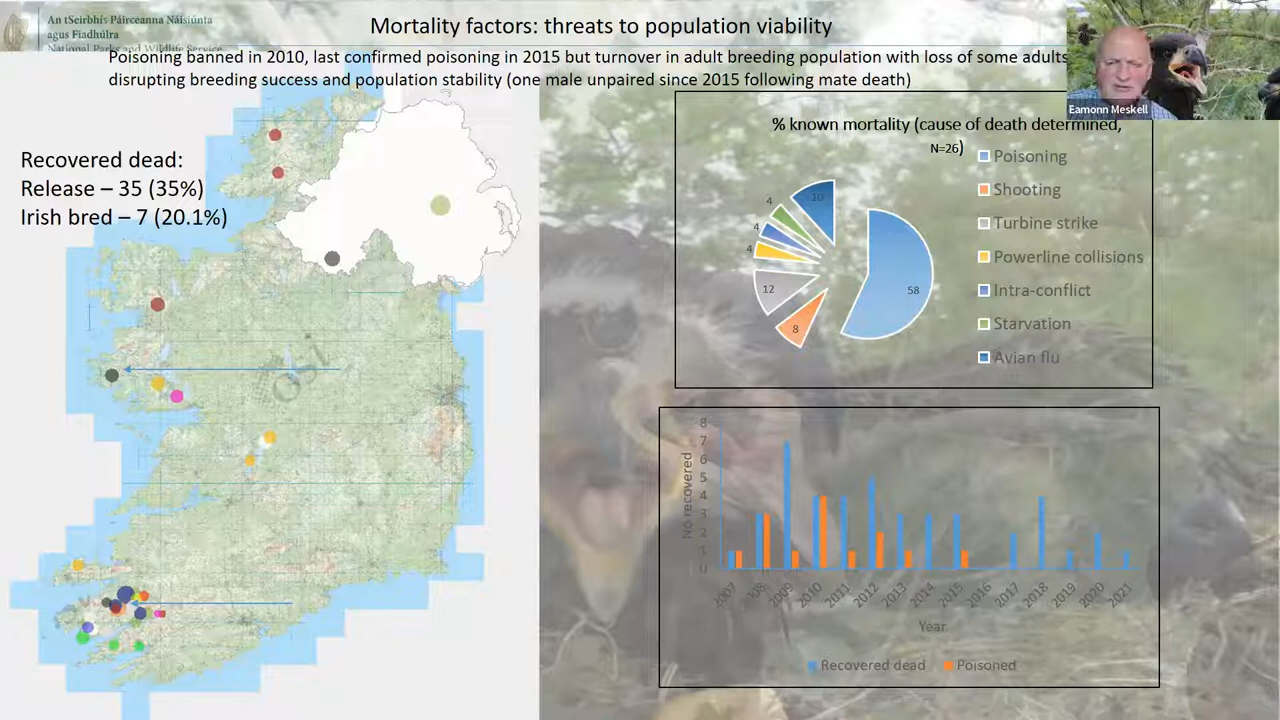 An tSeirbhís Páirceanna Náisiúnta
agus Fiadhúlra
National Parks and Wildlife Service
Mortality factors: threats to population viability
Poisoning banned in 2010, last confirmed poisoning in 2015 but turnover in adult breeding population with loss of some adults
disrupting breeding success and population stability (one male unpaired since 2015 following mate death)
Eamonn Meskell
Recovered dead:
Release – 35 (35%)
Irish bred – 7 (20.1%)
OSi
% known mortality (cause of death determined,
N=26)
Poisoning
Shooting
Turbine strike
Powerline collisions
Intra-conflict
Starvation
Avian flu
10
4
4
4
12
8
58
8
7
6
5
4
3
2
1
0
No recovered
2007
2009
2010
2011
2012
2013
2014
2015
2016
2017
2018
2019
2020
2021
Year
Recovered dead
Poisoned